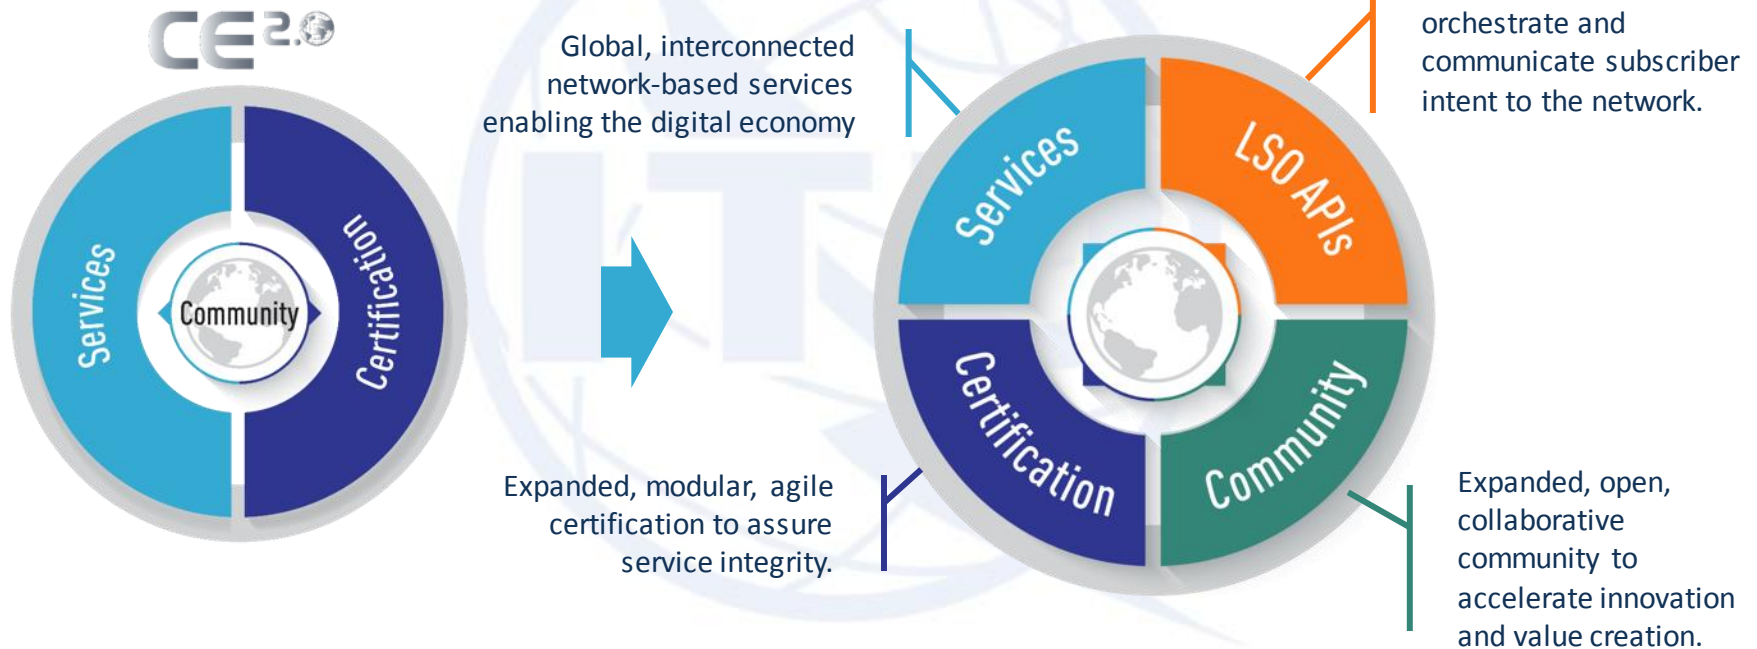 CE 2.0
Services
Community
Certification
Global, interconnected
network-based services
enabling the digital economy
orchestrate and
communicate subscriber
intent to the network.
Services
LSO APIs
Certification
Community
Expanded, modular, agile
certification to assure
service integrity.
Expanded, open,
collaborative
community to
accelerate innovation
and value creation.